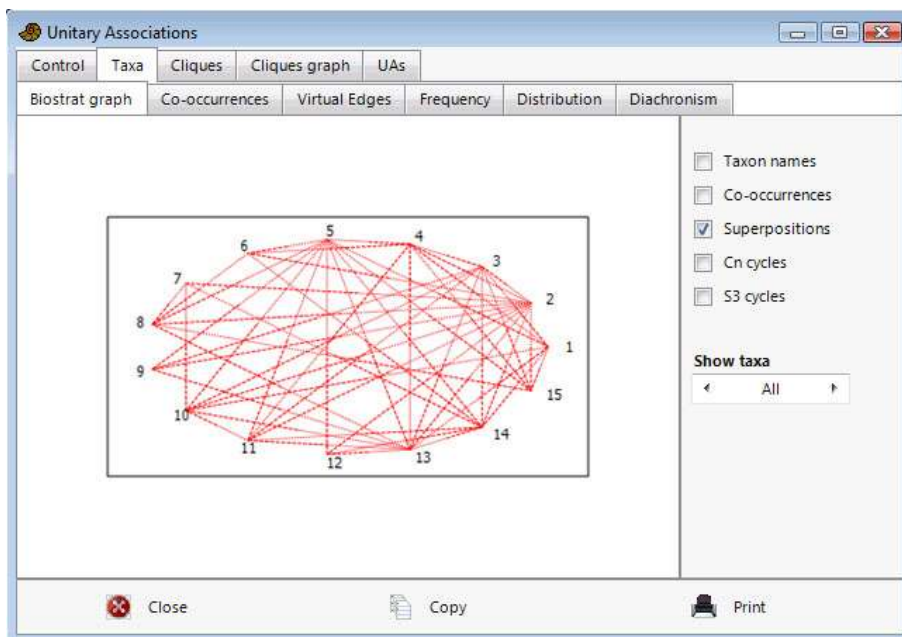 Unitary Associations
Control Taxa Cliques Cliques graph UAs
Biostrat graph Co-occurrences Virtual Edges Frequency Distribution Diachronism
Taxon names
Co-occurrences
Superpositions
Cn cycles
S3 cycles
Show taxa
All
5
4
6
3
7
2
8
1
9
15
10
14
11
13
12
Close Copy Print